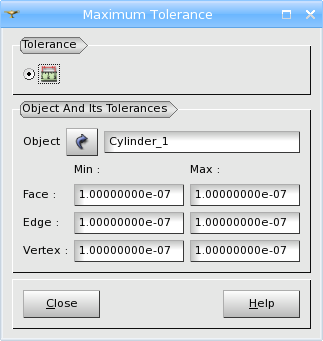 Maximum Tolerance
Tolerance
Object And Its Tolerances
Object Cylinder_1
Min : Max :
Face : 1.00000000e-07 1.00000000e-07
Edge : 1.00000000e-07 1.00000000e-07
Vertex : 1.00000000e-07 1.00000000e-07
Close Help